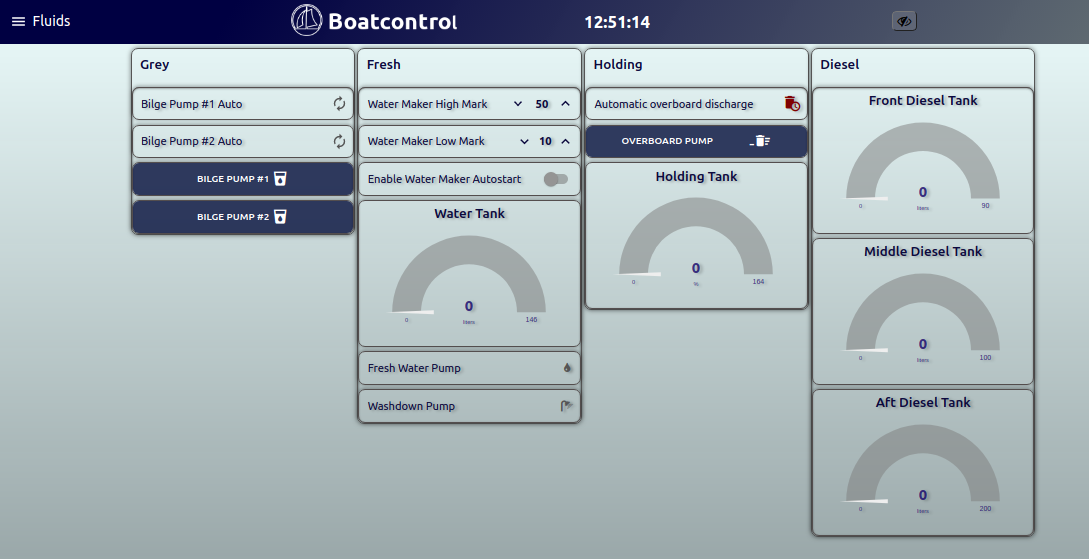 Fluids
Boatcontrol
12:51:14
Grey
Bilge Pump #1 Auto
Bilge Pump #2 Auto
BILGE PUMP #1
BILGE PUMP #2
Fresh
Water Maker High Mark 50
Water Maker Low Mark 10
Enable Water Maker Autostart
Water Tank
0
liters
0 146
Fresh Water Pump
Washdown Pump
Holding
Automatic overboard discharge
OVERBOARD PUMP
Holding Tank
0
%
0 164
Diesel
Front Diesel Tank
0
liters
0 90
Middle Diesel Tank
0
liters
0 100
Aft Diesel Tank
0
liters
0 200